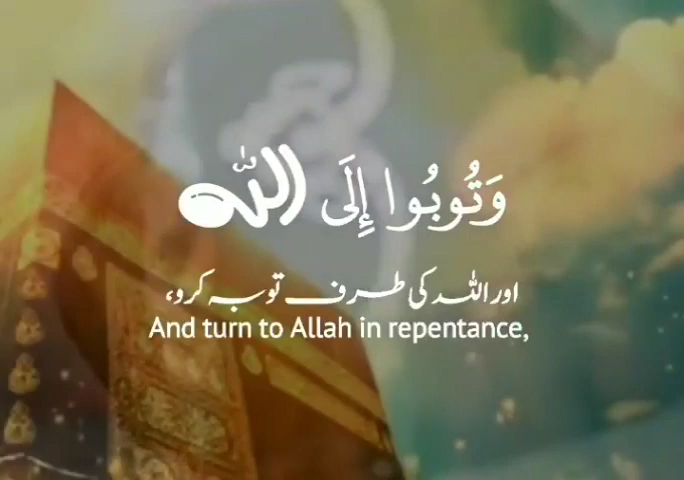 وَتُوبُوا إِلَى اللّٰه
اور اللہ کی طرف توبہ کرو،
And turn to Allah in repentance,